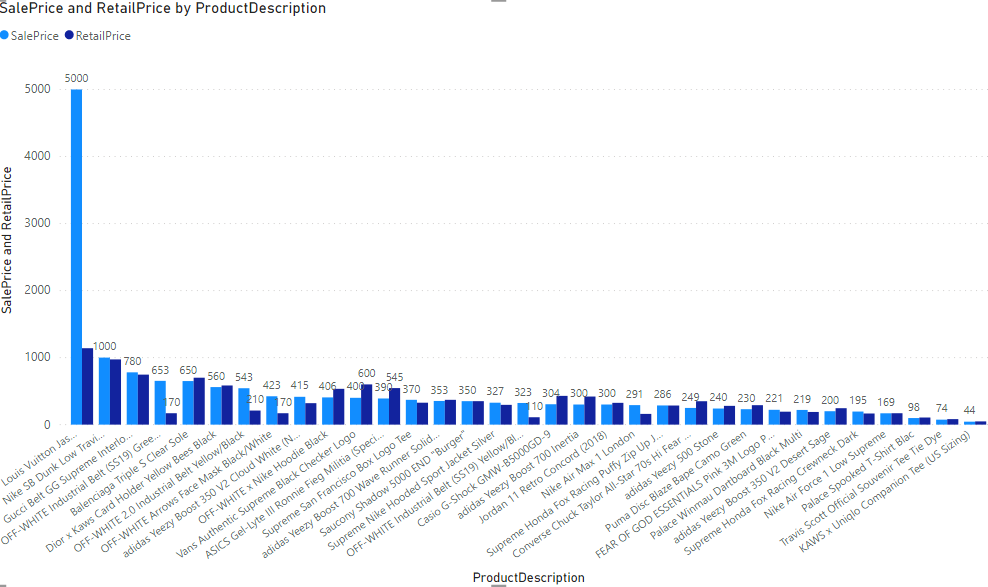 SalePrice and RetailPrice by ProductDescription
SalePrice RetailPrice
SalePrice and RetailPrice
5000
4000
3000
2000
1000
0
5000
1000
780
653
170
650
560
543
210
423
170
415
406
400
600
390
545
370
353
350
327
323
110
304
300
300
291
286
249
240
230
221
219
200
195
169
98
74
44
Louis Vuitton Jas...
Nike SB Dunk Low Travi...
Gucci Belt GG Supreme Interlo...
OFF-WHITE Industrial Belt (SS19) Gree...
Balenciaga Triple S Clear Sole
Dior x Kaws Card Holder Yellow Bees Black
OFF-WHITE 2.0 Industrial Belt Yellow/Black
OFF-WHITE Arrows Face Mask Black/White
adidas Yeezy Boost 350 V2 Cloud White (N...
OFF-WHITE x Nike Hoodie Black
Vans Authentic Supreme Black Checker Logo
ASICS Gel-Lyte III Ronnie Fieg Militia (Speci...
Supreme San Francisco Box Logo Tee
adidas Yeezy Boost 700 Wave Runner Solid...
Saucony Shadow 5000 END "Burger"
Supreme Nike Hooded Sport Jacket Silver
OFF-WHITE Industrial Belt (SS19) Yellow/Bl...
Casio G-Shock GMW-B5000GD-9
adidas Yeezy Boost 700 Inertia
Jordan 11 Retro Concord (2018)
Nike Air Max 1 London
Supreme Honda Fox Racing Puffy Zip Up J...
Converse Chuck Taylor All-Star 70s Hi Fear ...
adidas Yeezy 500 Stone
Puma Disc Blaze Bape Camo Green
FEAR OF GOD ESSENTIALS Pink 3M Logo P...
Palace Winmau Dartboard Black Multi
adidas Yeezy Boost 350 V2 Desert Sage
Supreme Honda Fox Racing Crewneck Dark
Nike Air Force 1 Low Supreme
Palace Spooked T-Shirt Blac
Travis Scott Official Souvenir Tee Tie Dye
KAWS x Uniqlo Companion Tee (US Sizing)
ProductDescription